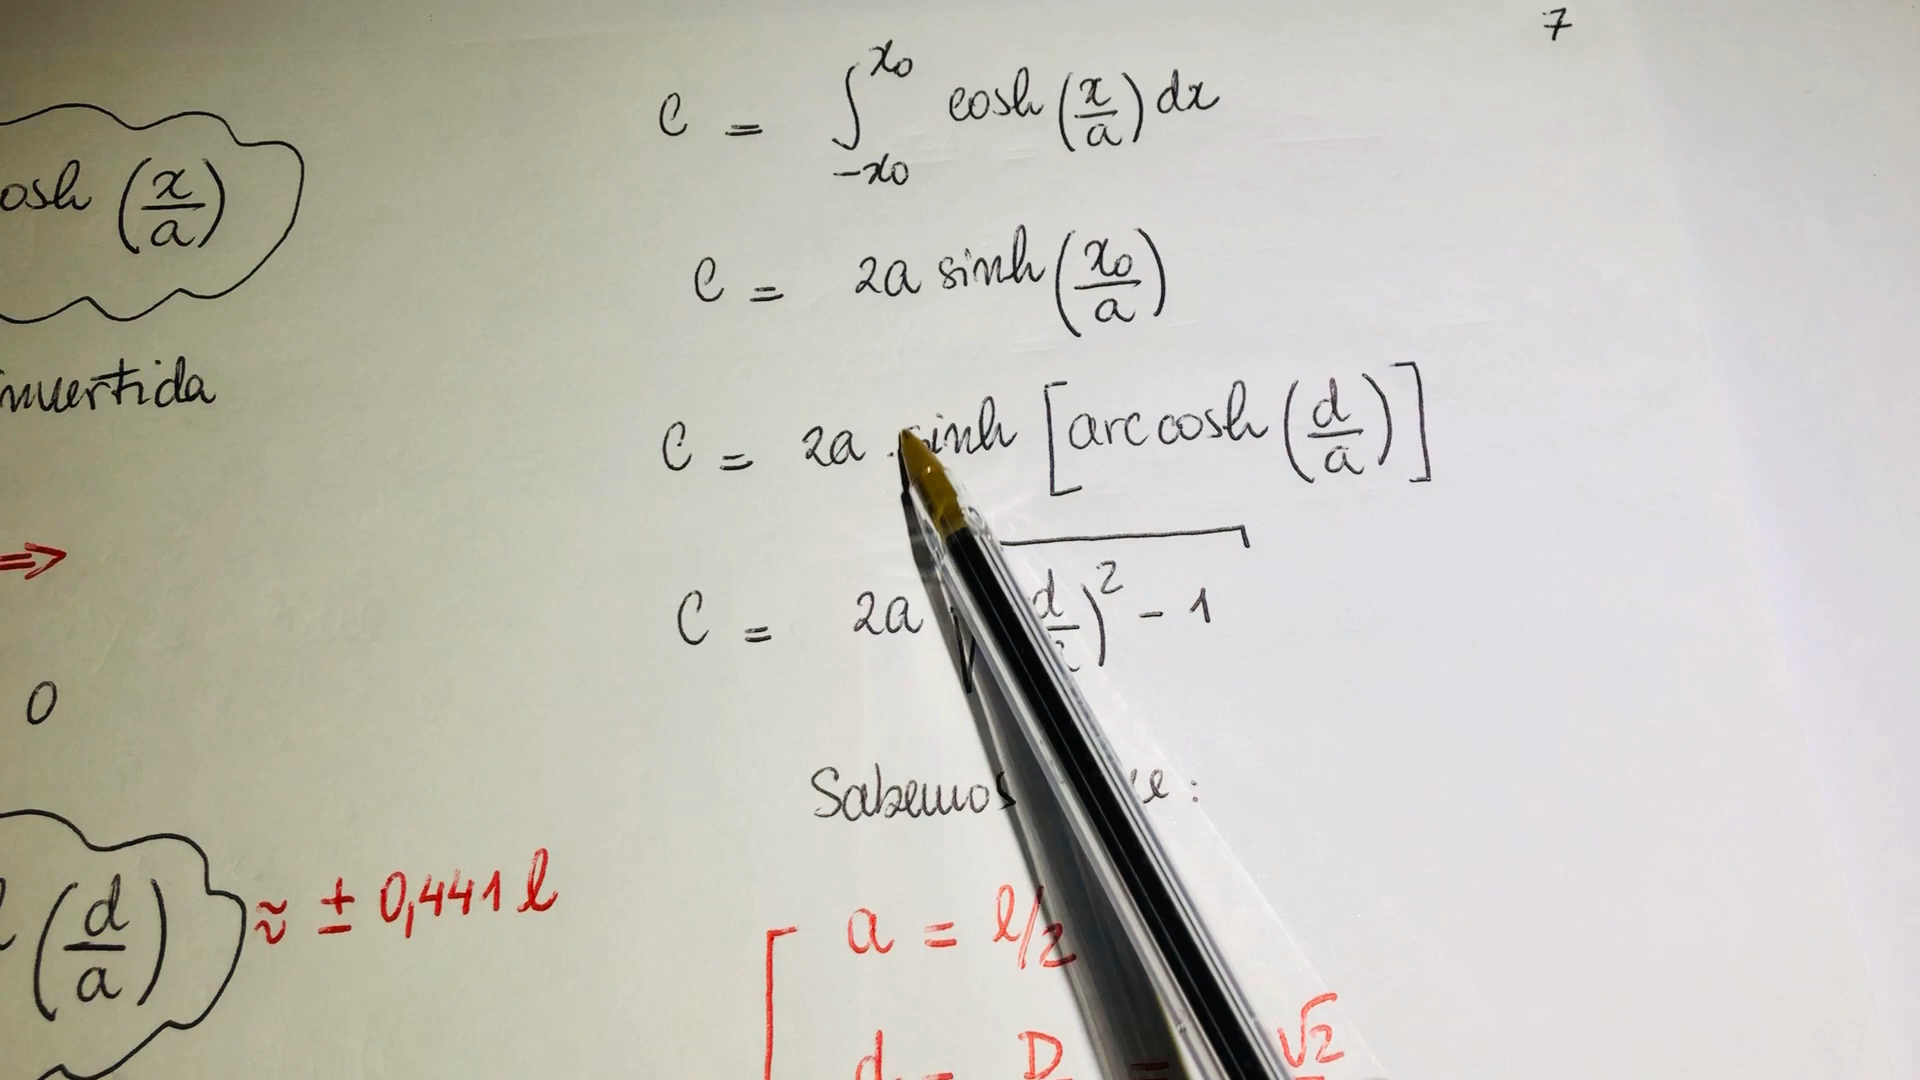 7
C = ∫_{-x₀}^{x₀} cosh (x/a) dx
osh (x/a)
C = 2a sinh (x₀/a)
invertida
C = 2a sinh [arc cosh (d/a)]
⇒
C = 2a √ d/ )² - 1
0
Sabemos :
(d/a) ≈ ± 0,441 l
a = l/2
d = D = √2